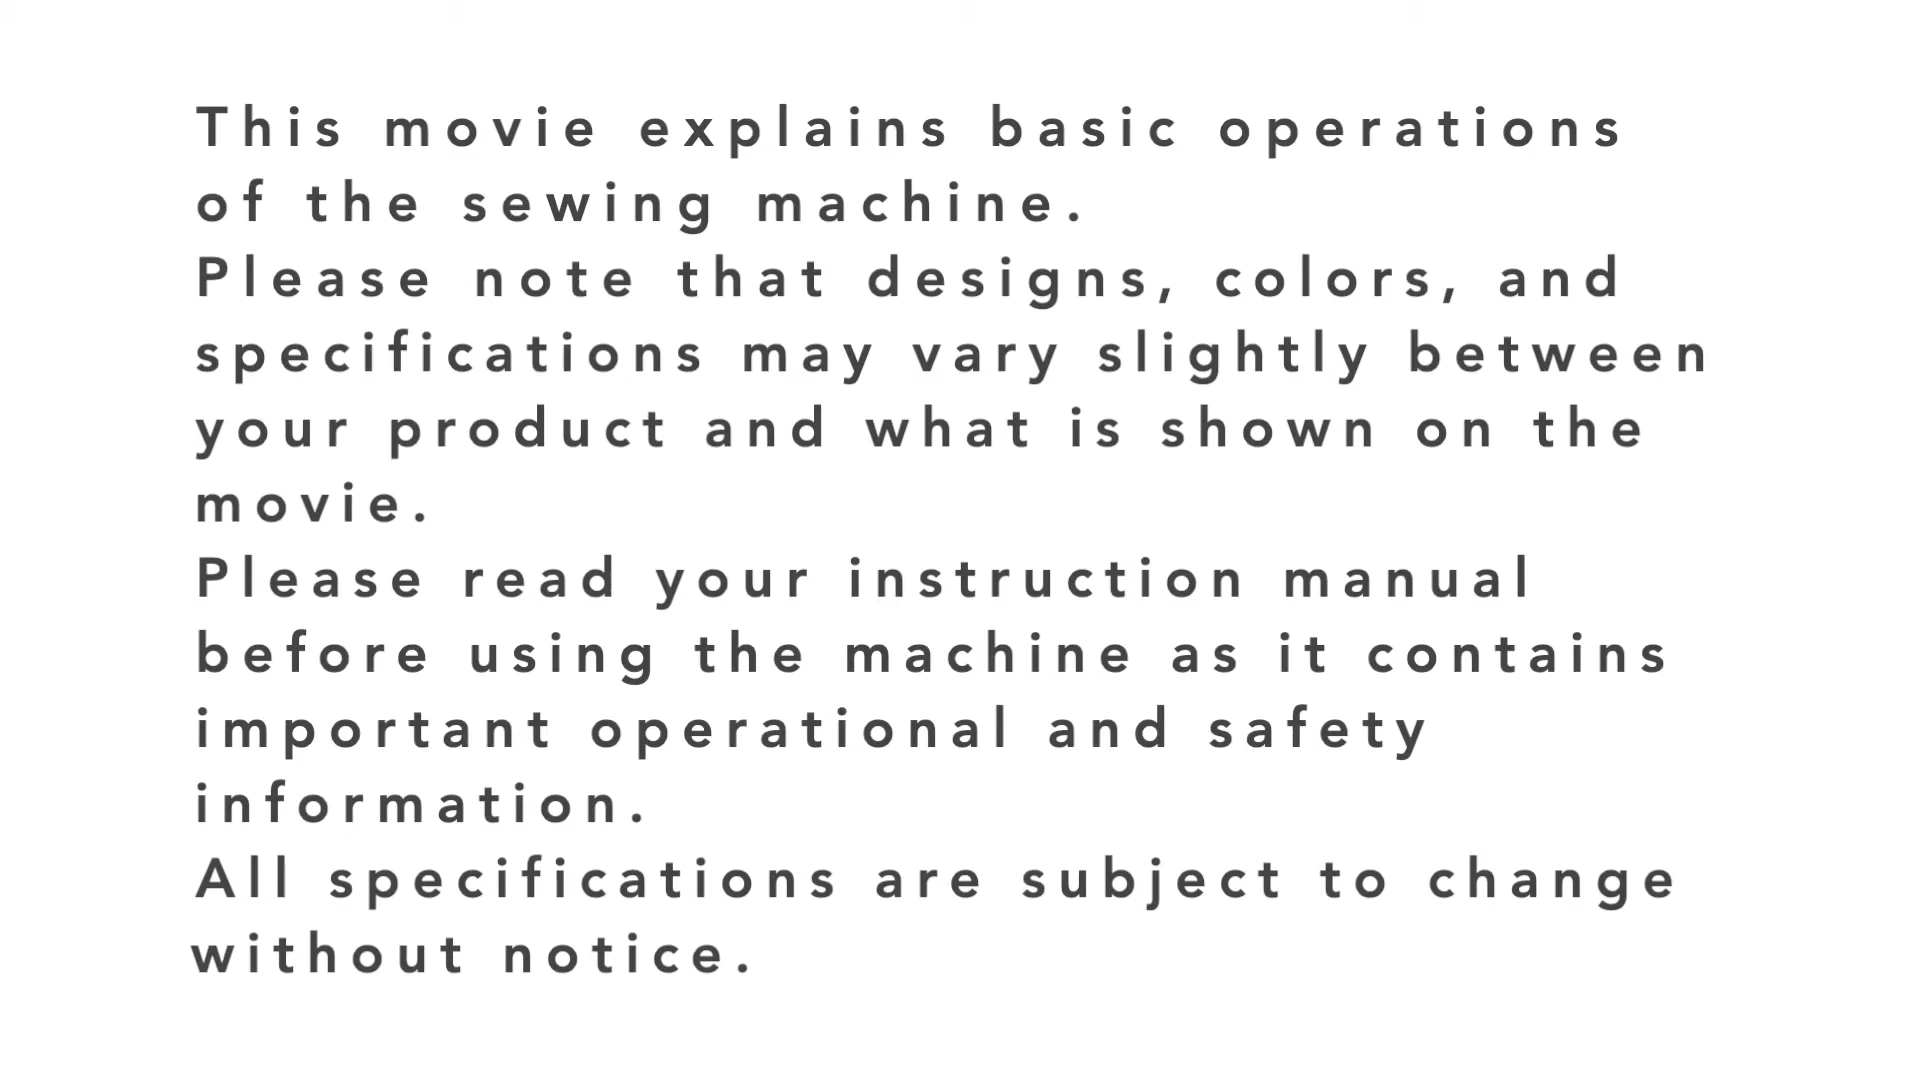 This movie explains basic operations
of the sewing machine.
Please note that designs, colors, and
specifications may vary slightly between
your product and what is shown on the
movie.
Please read your instruction manual
before using the machine as it contains
important operational and safety
information.
All specifications are subject to change
without notice.